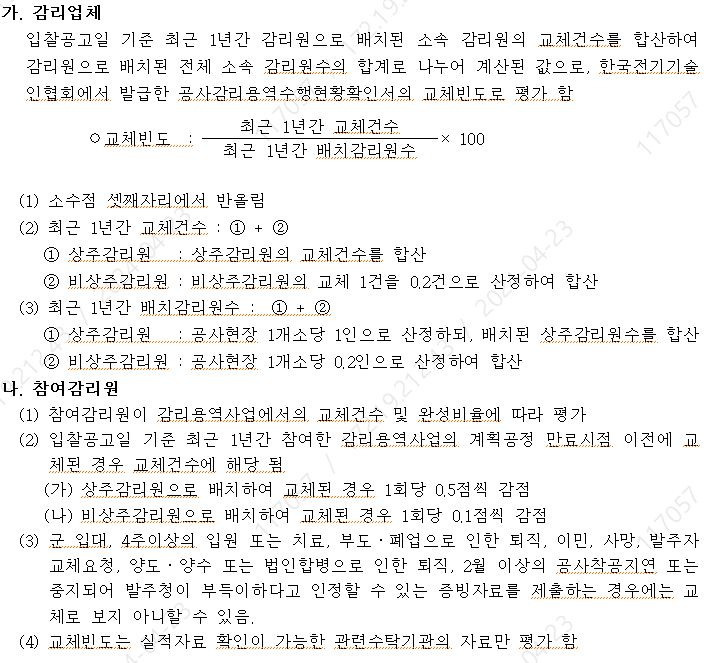 가. 감리업체
입찰공고일 기준 최근 1년간 감리원으로 배치된 소속 감리원의 교체건수를 합산하여
감리원으로 배치된 전체 소속 감리원수의 합계로 나누어 계산된 값으로, 한국전기기술
인협회에서 발급한 공사감리용역수행현황확인서의 교체빈도로 평가 함
○ 교체빈도 : 최근 1년간 교체건수 × 100
최근 1년간 배치감리원수
(1) 소수점 셋째자리에서 반올림
(2) 최근 1년간 교체건수 : ① + ②
① 상주감리원 : 상주감리원의 교체건수를 합산
② 비상주감리원 : 비상주감리원의 교체 1건을 0.2건으로 산정하여 합산
(3) 최근 1년간 배치감리원수 : ① + ②
① 상주감리원 : 공사현장 1개소당 1인으로 산정하되, 배치된 상주감리원수를 합산
② 비상주감리원 : 공사현장 1개소당 0.2인으로 산정하여 합산
나. 참여감리원
(1) 참여감리원이 감리용역사업에서의 교체건수 및 완성비율에 따라 평가
(2) 입찰공고일 기준 최근 1년간 참여한 감리용역사업의 계획공정 만료시점 이전에 교
체된 경우 교체건수에 해당 됨
(가) 상주감리원으로 배치하여 교체된 경우 1회당 0.5점씩 감점
(나) 비상주감리원으로 배치하여 교체된 경우 1회당 0.1점씩 감점
(3) 군 입대, 4주이상의 입원 또는 치료, 부도·폐업으로 인한 퇴직, 이민, 사망, 발주자
교체요청, 양도·양수 또는 법인합병으로 인한 퇴직, 2월 이상의 공사착공지연 또는
중지되어 발주청이 부득이하다고 인정할 수 있는 증빙자료를 제출하는 경우에는 교
체로 보지 아니할 수 있음.
(4) 교체빈도는 실적자료 확인이 가능한 관련수탁기관의 자료만 평가 함
117057
117057